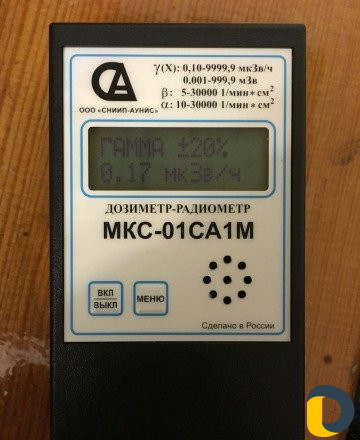 γ(X): 0,10-9999,9 мкЗв/ч
0,001-999,9 мЗв
β: 5-30000 1/мин∗см²
α: 10-30000 1/мин∗см²
ООО «СНИИП-АУНИС»
ГАММА ±20%
0.17 мкЗв/ч
ДОЗИМЕТР-РАДИОМЕТР
МКС-01СА1М
ВКЛ
ВЫКЛ
МЕНЮ
Сделано в России